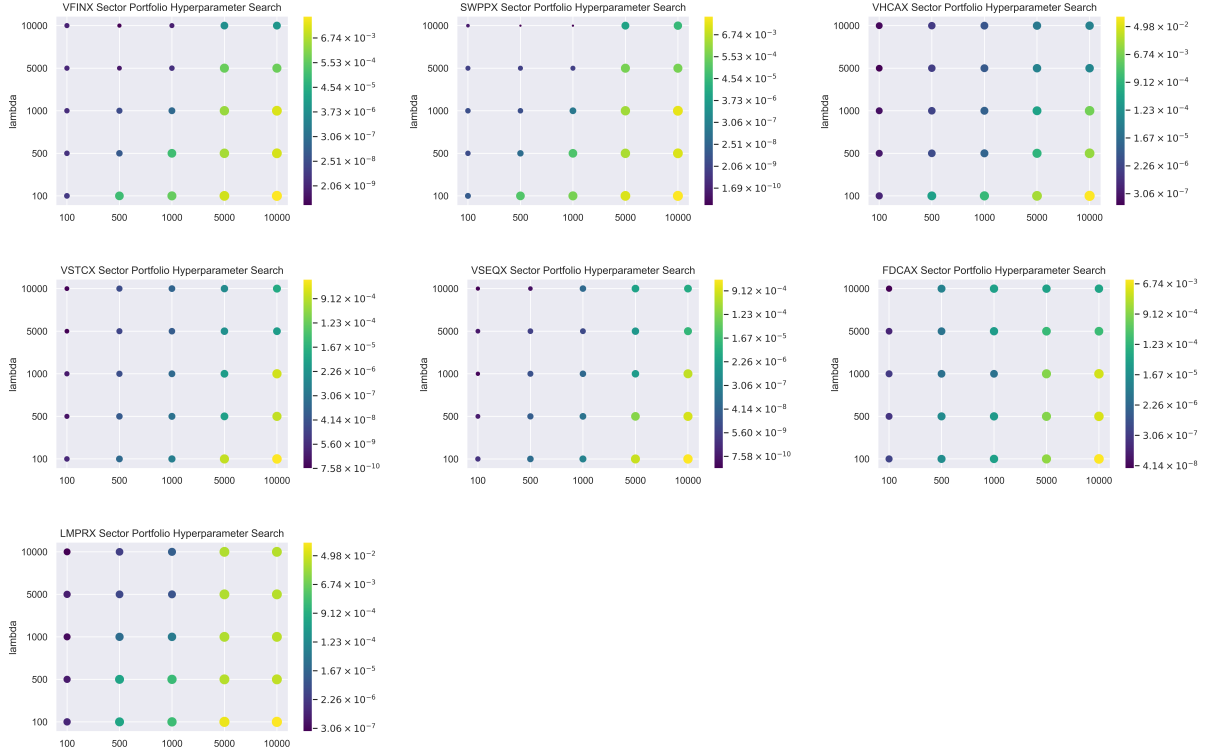 VFINX Sector Portfolio Hyperparameter Search
lambda
10000
5000
1000
500
100
100 500 1000 5000 10000
6.74 × 10⁻³
5.53 × 10⁻⁴
4.54 × 10⁻⁵
3.73 × 10⁻⁶
3.06 × 10⁻⁷
2.51 × 10⁻⁸
2.06 × 10⁻⁹
SWPPX Sector Portfolio Hyperparameter Search
lambda
10000
5000
1000
500
100
100 500 1000 5000 10000
6.74 × 10⁻³
5.53 × 10⁻⁴
4.54 × 10⁻⁵
3.73 × 10⁻⁶
3.06 × 10⁻⁷
2.51 × 10⁻⁸
2.06 × 10⁻⁹
1.69 × 10⁻¹⁰
VHCAX Sector Portfolio Hyperparameter Search
lambda
10000
5000
1000
500
100
100 500 1000 5000 10000
4.98 × 10⁻²
6.74 × 10⁻³
9.12 × 10⁻⁴
1.23 × 10⁻⁴
1.67 × 10⁻⁵
2.26 × 10⁻⁶
3.06 × 10⁻⁷
VSTCX Sector Portfolio Hyperparameter Search
lambda
10000
5000
1000
500
100
100 500 1000 5000 10000
9.12 × 10⁻⁴
1.23 × 10⁻⁴
1.67 × 10⁻⁵
2.26 × 10⁻⁶
3.06 × 10⁻⁷
4.14 × 10⁻⁸
5.60 × 10⁻⁹
7.58 × 10⁻¹⁰
VSEQX Sector Portfolio Hyperparameter Search
lambda
10000
5000
1000
500
100
100 500 1000 5000 10000
9.12 × 10⁻⁴
1.23 × 10⁻⁴
1.67 × 10⁻⁵
2.26 × 10⁻⁶
3.06 × 10⁻⁷
4.14 × 10⁻⁸
5.60 × 10⁻⁹
7.58 × 10⁻¹⁰
FDCAX Sector Portfolio Hyperparameter Search
lambda
10000
5000
1000
500
100
100 500 1000 5000 10000
6.74 × 10⁻³
9.12 × 10⁻⁴
1.23 × 10⁻⁴
1.67 × 10⁻⁵
2.26 × 10⁻⁶
3.06 × 10⁻⁷
4.14 × 10⁻⁸
LMPRX Sector Portfolio Hyperparameter Search
lambda
10000
5000
1000
500
100
100 500 1000 5000 10000
4.98 × 10⁻²
6.74 × 10⁻³
9.12 × 10⁻⁴
1.23 × 10⁻⁴
1.67 × 10⁻⁵
2.26 × 10⁻⁶
3.06 × 10⁻⁷